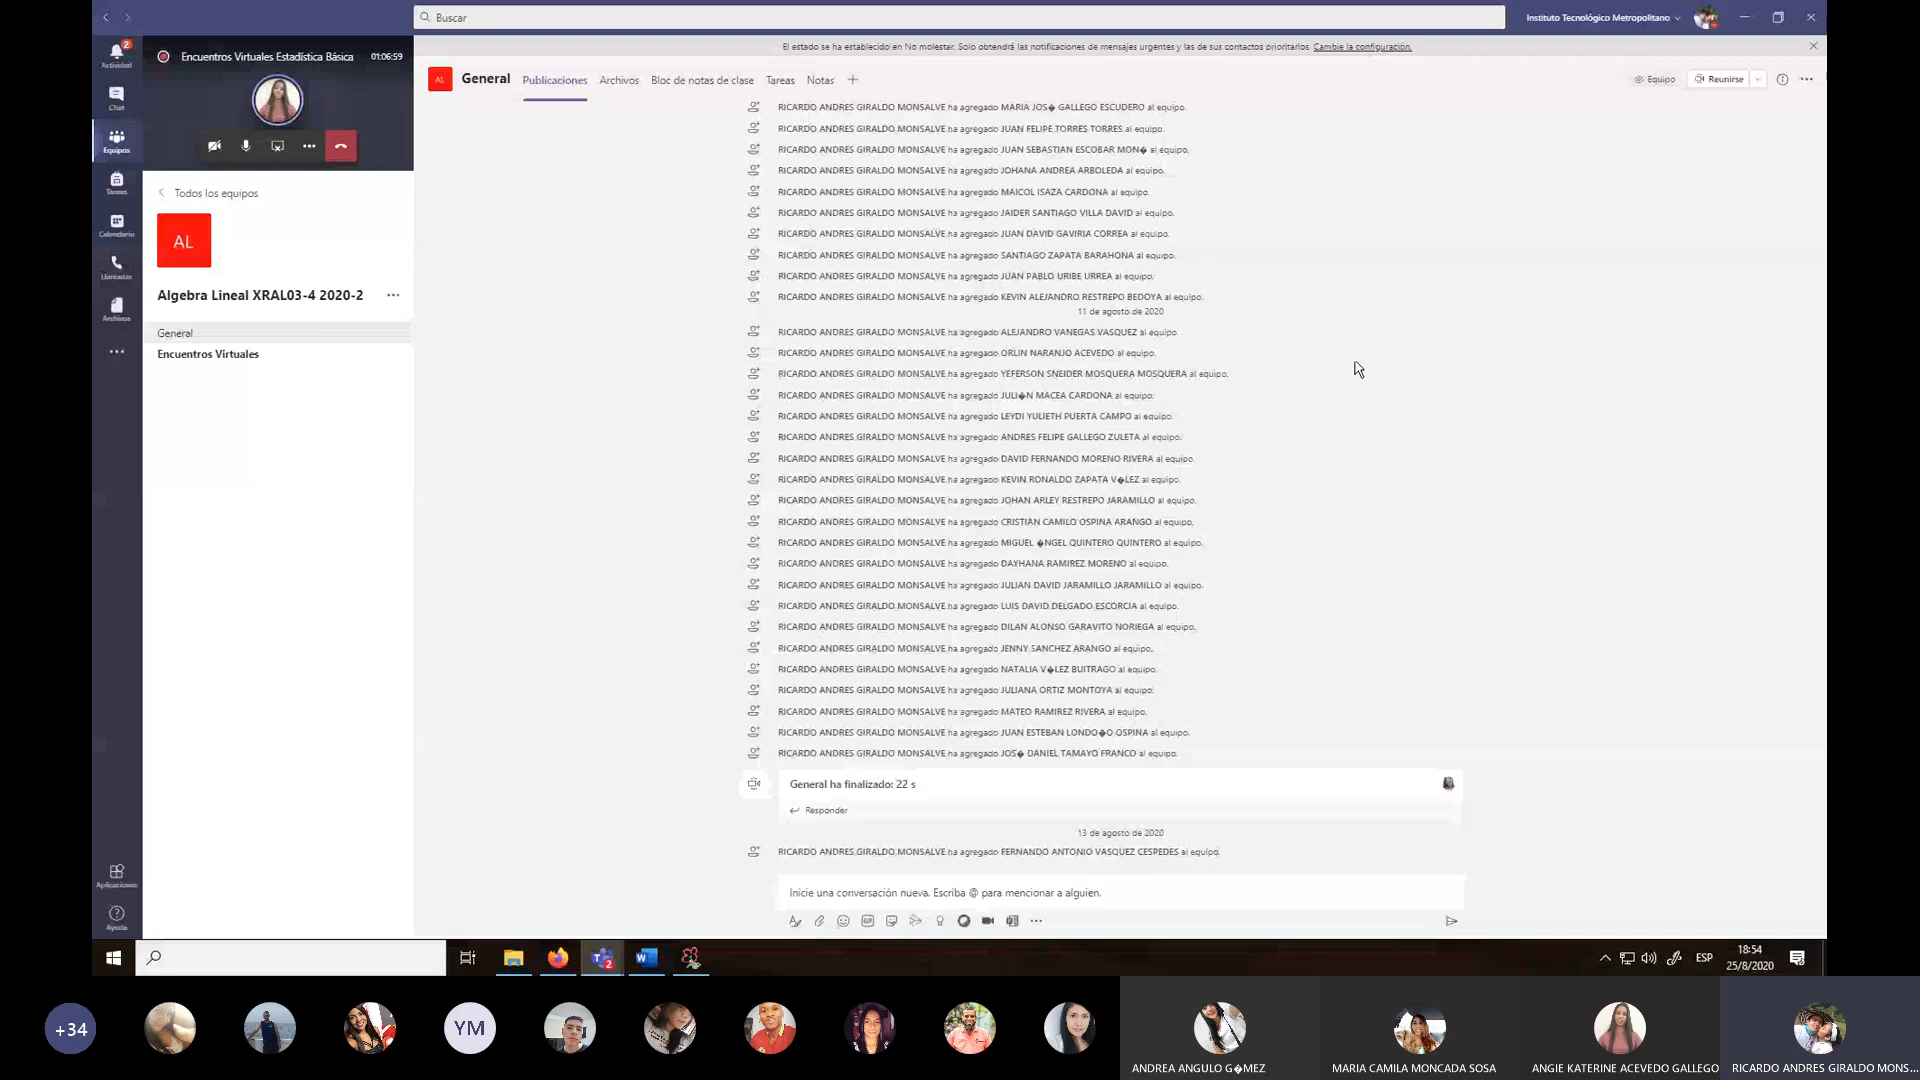 Buscar
Instituto Tecnológico Metropolitano
El estado se ha establecido en No molestar. Solo obtendrá las notificaciones de mensajes urgentes y las de sus contactos prioritarios. Cambie la configuración.
2
Actividad
Chat
Equipos
Tareas
Calendario
Llamadas
Archivos
Aplicaciones
Ayuda
Encuentros Virtuales Estadística Básica 01:06:59
Todos los equipos
AL
Algebra Lineal XRAL03-4 2020-2
General
Encuentros Virtuales
AL General Publicaciones Archivos Bloc de notas de clase Tareas Notas
Equipo Reunirse
RICARDO ANDRES GIRALDO MONSALVE ha agregado MARIA JOS� GALLEGO ESCUDERO al equipo.
RICARDO ANDRES GIRALDO MONSALVE ha agregado JUAN FELIPE TORRES TORRES al equipo.
RICARDO ANDRES GIRALDO MONSALVE ha agregado JUAN SEBASTIAN ESCOBAR MON� al equipo.
RICARDO ANDRES GIRALDO MONSALVE ha agregado JOHANA ANDREA ARBOLEDA al equipo.
RICARDO ANDRES GIRALDO MONSALVE ha agregado MAICOL ISAZA CARDONA al equipo.
RICARDO ANDRES GIRALDO MONSALVE ha agregado JAIDER SANTIAGO VILLA DAVID al equipo.
RICARDO ANDRES GIRALDO MONSALVE ha agregado JUAN DAVID GAVIRIA CORREA al equipo.
RICARDO ANDRES GIRALDO MONSALVE ha agregado SANTIAGO ZAPATA BARAHONA al equipo.
RICARDO ANDRES GIRALDO MONSALVE ha agregado JUAN PABLO URIBE URREA al equipo.
RICARDO ANDRES GIRALDO MONSALVE ha agregado KEVIN ALEJANDRO RESTREPO BEDOYA al equipo.
11 de agosto de 2020
RICARDO ANDRES GIRALDO MONSALVE ha agregado ALEJANDRO VANEGAS VASQUEZ al equipo.
RICARDO ANDRES GIRALDO MONSALVE ha agregado ORLIN NARANJO ACEVEDO al equipo.
RICARDO ANDRES GIRALDO MONSALVE ha agregado YEFERSON SNEIDER MOSQUERA MOSQUERA al equipo.
RICARDO ANDRES GIRALDO MONSALVE ha agregado JULI�N MACEA CARDONA al equipo.
RICARDO ANDRES GIRALDO MONSALVE ha agregado LEYDI YULIETH PUERTA CAMPO al equipo.
RICARDO ANDRES GIRALDO MONSALVE ha agregado ANDRES FELIPE GALLEGO ZULETA al equipo.
RICARDO ANDRES GIRALDO MONSALVE ha agregado DAVID FERNANDO MORENO RIVERA al equipo.
RICARDO ANDRES GIRALDO MONSALVE ha agregado KEVIN RONALDO ZAPATA V�LEZ al equipo.
RICARDO ANDRES GIRALDO MONSALVE ha agregado JOHAN ARLEY RESTREPO JARAMILLO al equipo.
RICARDO ANDRES GIRALDO MONSALVE ha agregado CRISTIAN CAMILO OSPINA ARANGO al equipo.
RICARDO ANDRES GIRALDO MONSALVE ha agregado MIGUEL �NGEL QUINTERO QUINTERO al equipo.
RICARDO ANDRES GIRALDO MONSALVE ha agregado DAYHANA RAMIREZ MORENO al equipo.
RICARDO ANDRES GIRALDO MONSALVE ha agregado JULIAN DAVID JARAMILLO JARAMILLO al equipo.
RICARDO ANDRES GIRALDO MONSALVE ha agregado LUIS DAVID DELGADO ESCORCIA al equipo.
RICARDO ANDRES GIRALDO MONSALVE ha agregado DILAN ALONSO GARAVITO NORIEGA al equipo.
RICARDO ANDRES GIRALDO MONSALVE ha agregado JENNY SANCHEZ ARANGO al equipo.
RICARDO ANDRES GIRALDO MONSALVE ha agregado NATALIA V�LEZ BUITRAGO al equipo.
RICARDO ANDRES GIRALDO MONSALVE ha agregado JULIANA ORTIZ MONTOYA al equipo.
RICARDO ANDRES GIRALDO MONSALVE ha agregado MATEO RAMIREZ RIVERA al equipo.
RICARDO ANDRES GIRALDO MONSALVE ha agregado JUAN ESTEBAN LONDO�O OSPINA al equipo.
RICARDO ANDRES GIRALDO MONSALVE ha agregado JOS� DANIEL TAMAYO FRANCO al equipo.
General ha finalizado: 22 s
Responder
13 de agosto de 2020
RICARDO ANDRES GIRALDO MONSALVE ha agregado FERNANDO ANTONIO VASQUEZ CESPEDES al equipo.
Inicie una conversación nueva. Escriba @ para mencionar a alguien.
ESP
18:54
25/8/2020
+34
YM
ANDREA ANGULO G�MEZ
MARIA CAMILA MONCADA SOSA
ANGIE KATERINE ACEVEDO GALLEGO
RICARDO ANDRES GIRALDO MONS...